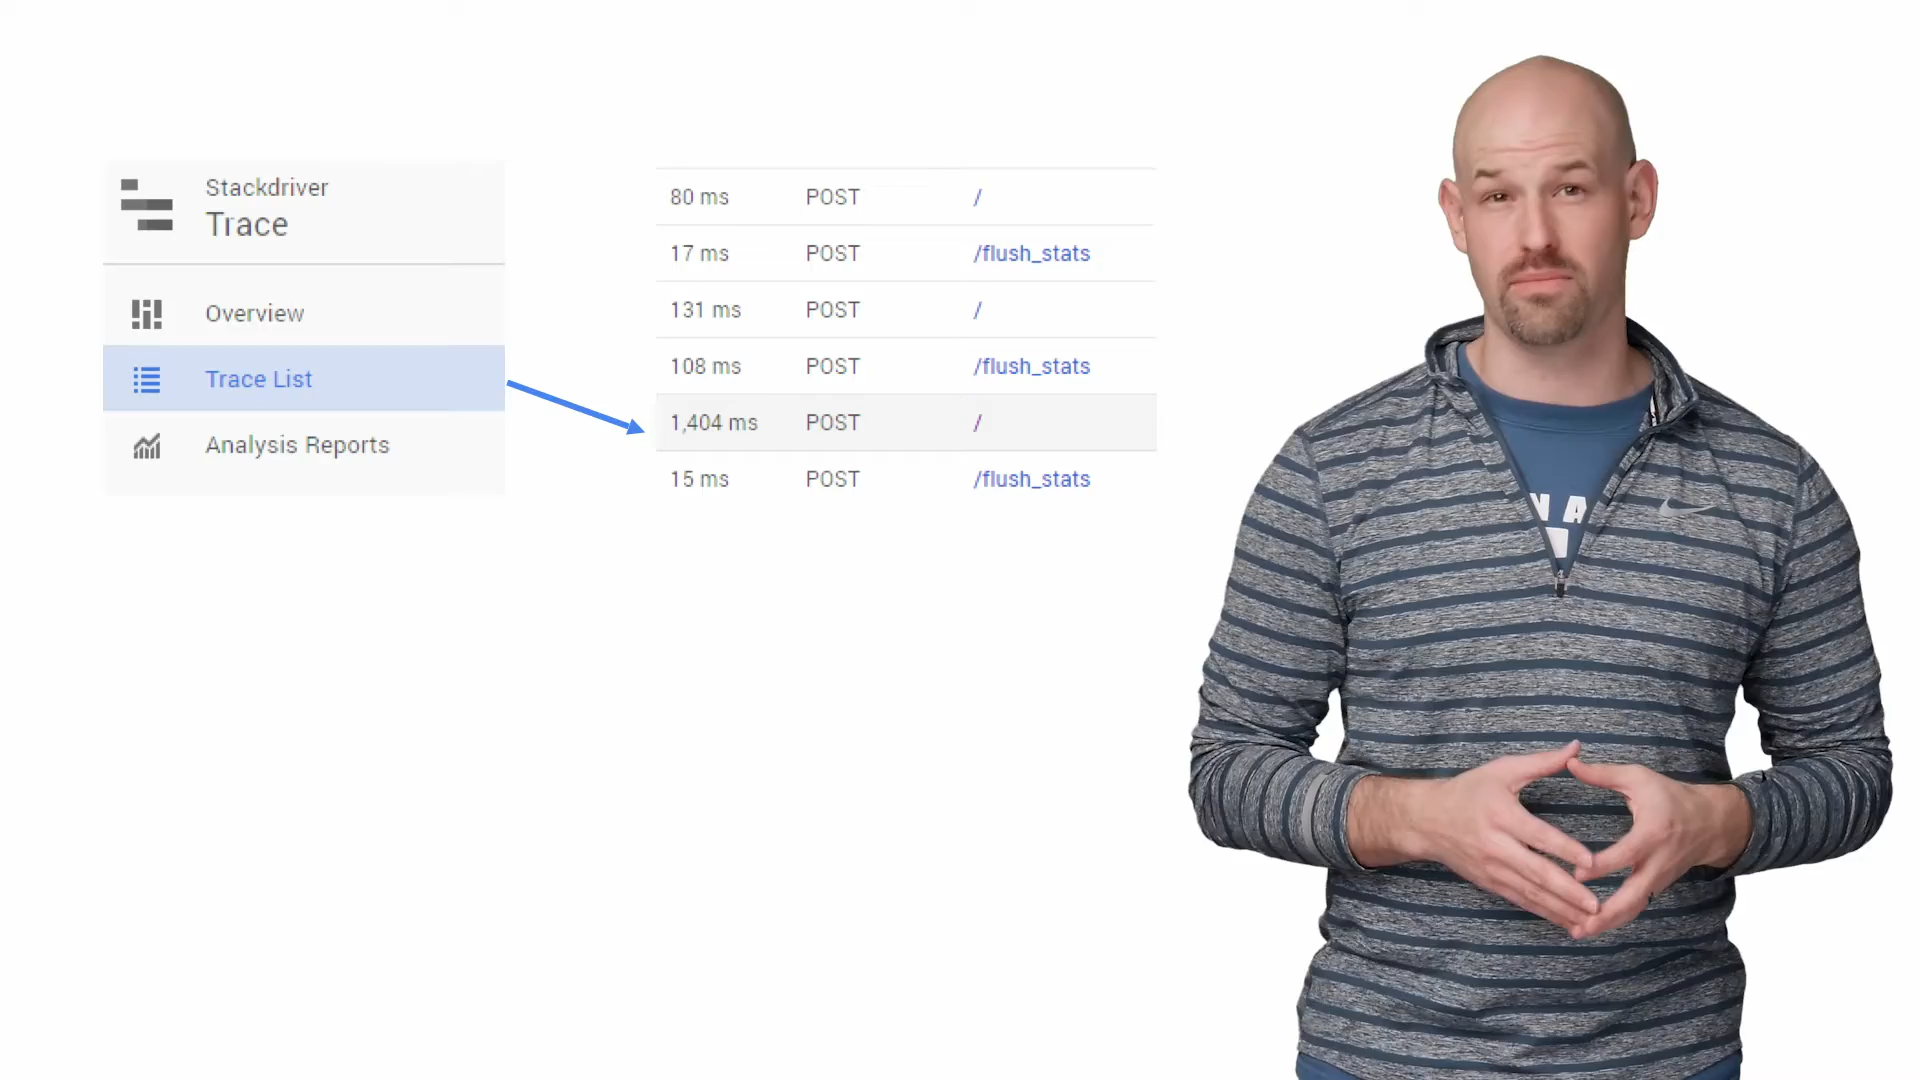 Stackdriver
Trace
Overview
Trace List
Analysis Reports
80 ms POST /
17 ms POST /flush_stats
131 ms POST /
108 ms POST /flush_stats
1,404 ms POST /
15 ms POST /flush_stats
N A